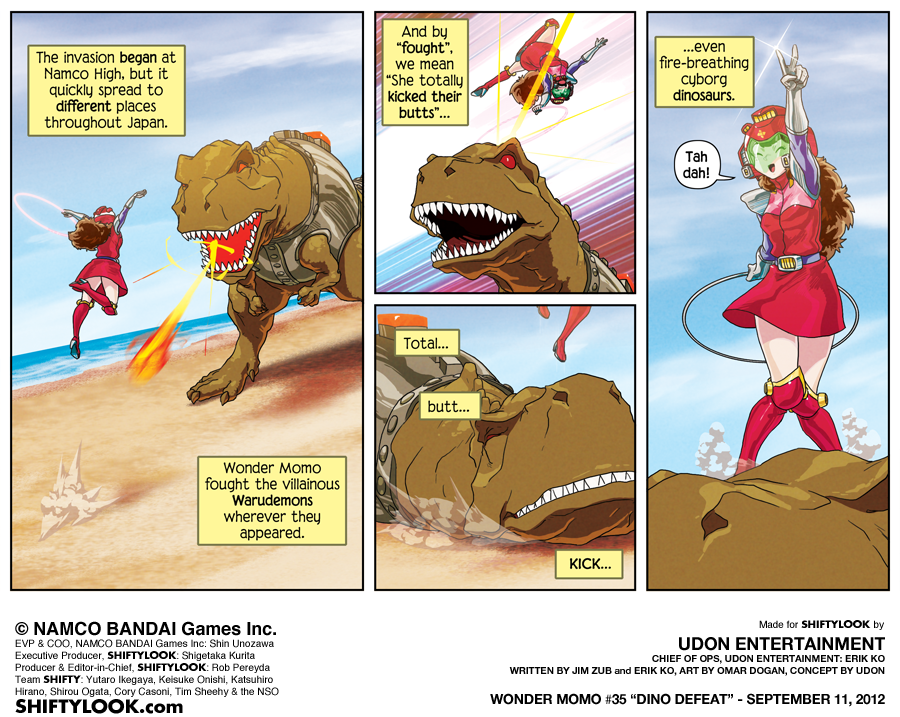 The invasion began at
Namco High, but it
quickly spread to
different places
throughout Japan.
Wonder Momo
fought the villainous
Warudemons
wherever they
appeared.
And by
“fought”,
we mean
“She totally
kicked their
butts”...
Total...
butt...
KICK...
...even
fire-breathing
cyborg
dinosaurs.
Tah
dah!
© NAMCO BANDAI Games Inc.
EVP & COO, NAMCO BANDAI Games Inc: Shin Unozawa
Executive Producer, SHIFTYLOOK: Shigetaka Kurita
Producer & Editor-in-Chief, SHIFTYLOOK: Rob Pereyda
Team SHIFTY: Yutaro Ikegaya, Keisuke Onishi, Katsuhiro
Hirano, Shirou Ogata, Cory Casoni, Tim Sheehy & the NSO
SHIFTYLOOK.com
Made for SHIFTYLOOK by
UDON ENTERTAINMENT
CHIEF OF OPS, UDON ENTERTAINMENT: ERIK KO
WRITTEN BY JIM ZUB and ERIK KO, ART BY OMAR DOGAN, CONCEPT BY UDON
WONDER MOMO #35 “DINO DEFEAT” - SEPTEMBER 11, 2012